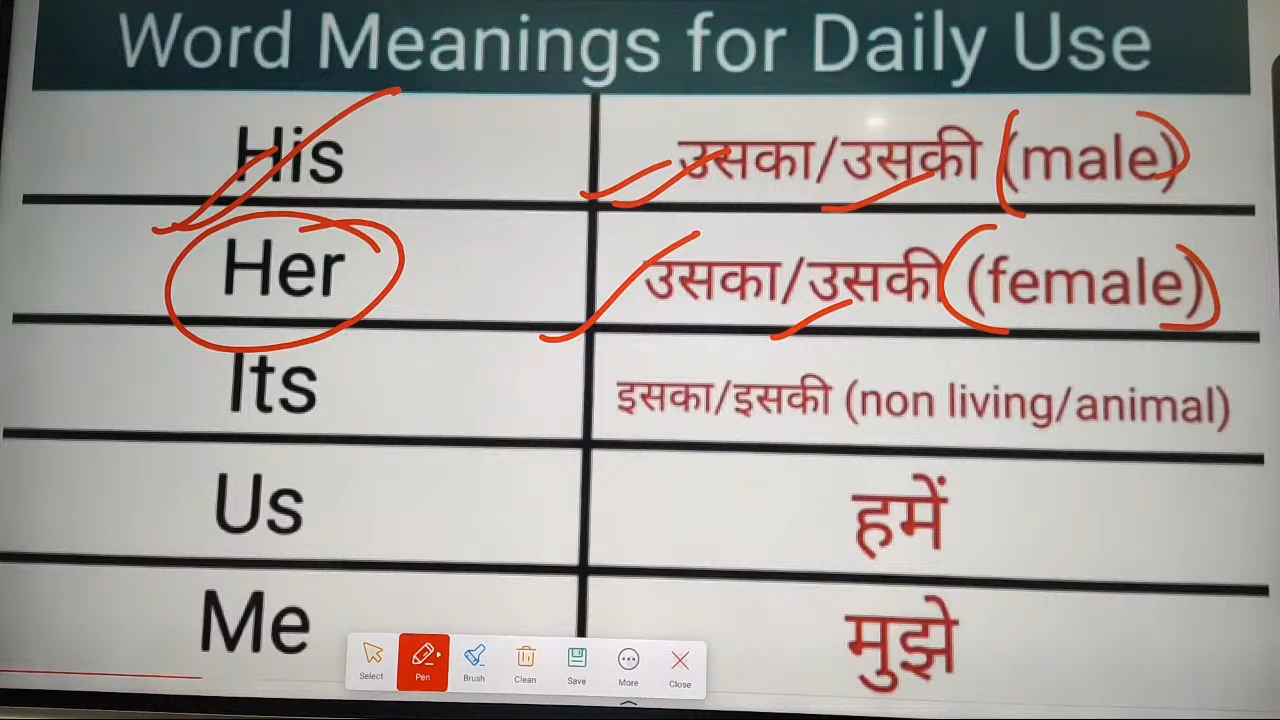 Word Meanings for Daily Use
His उसका/उसकी (male)
Her उसका/उसकी (female)
Its इसका/इसकी (non living/animal)
Us हमें
Me मुझे
Select Pen Brush Clean Save More Close